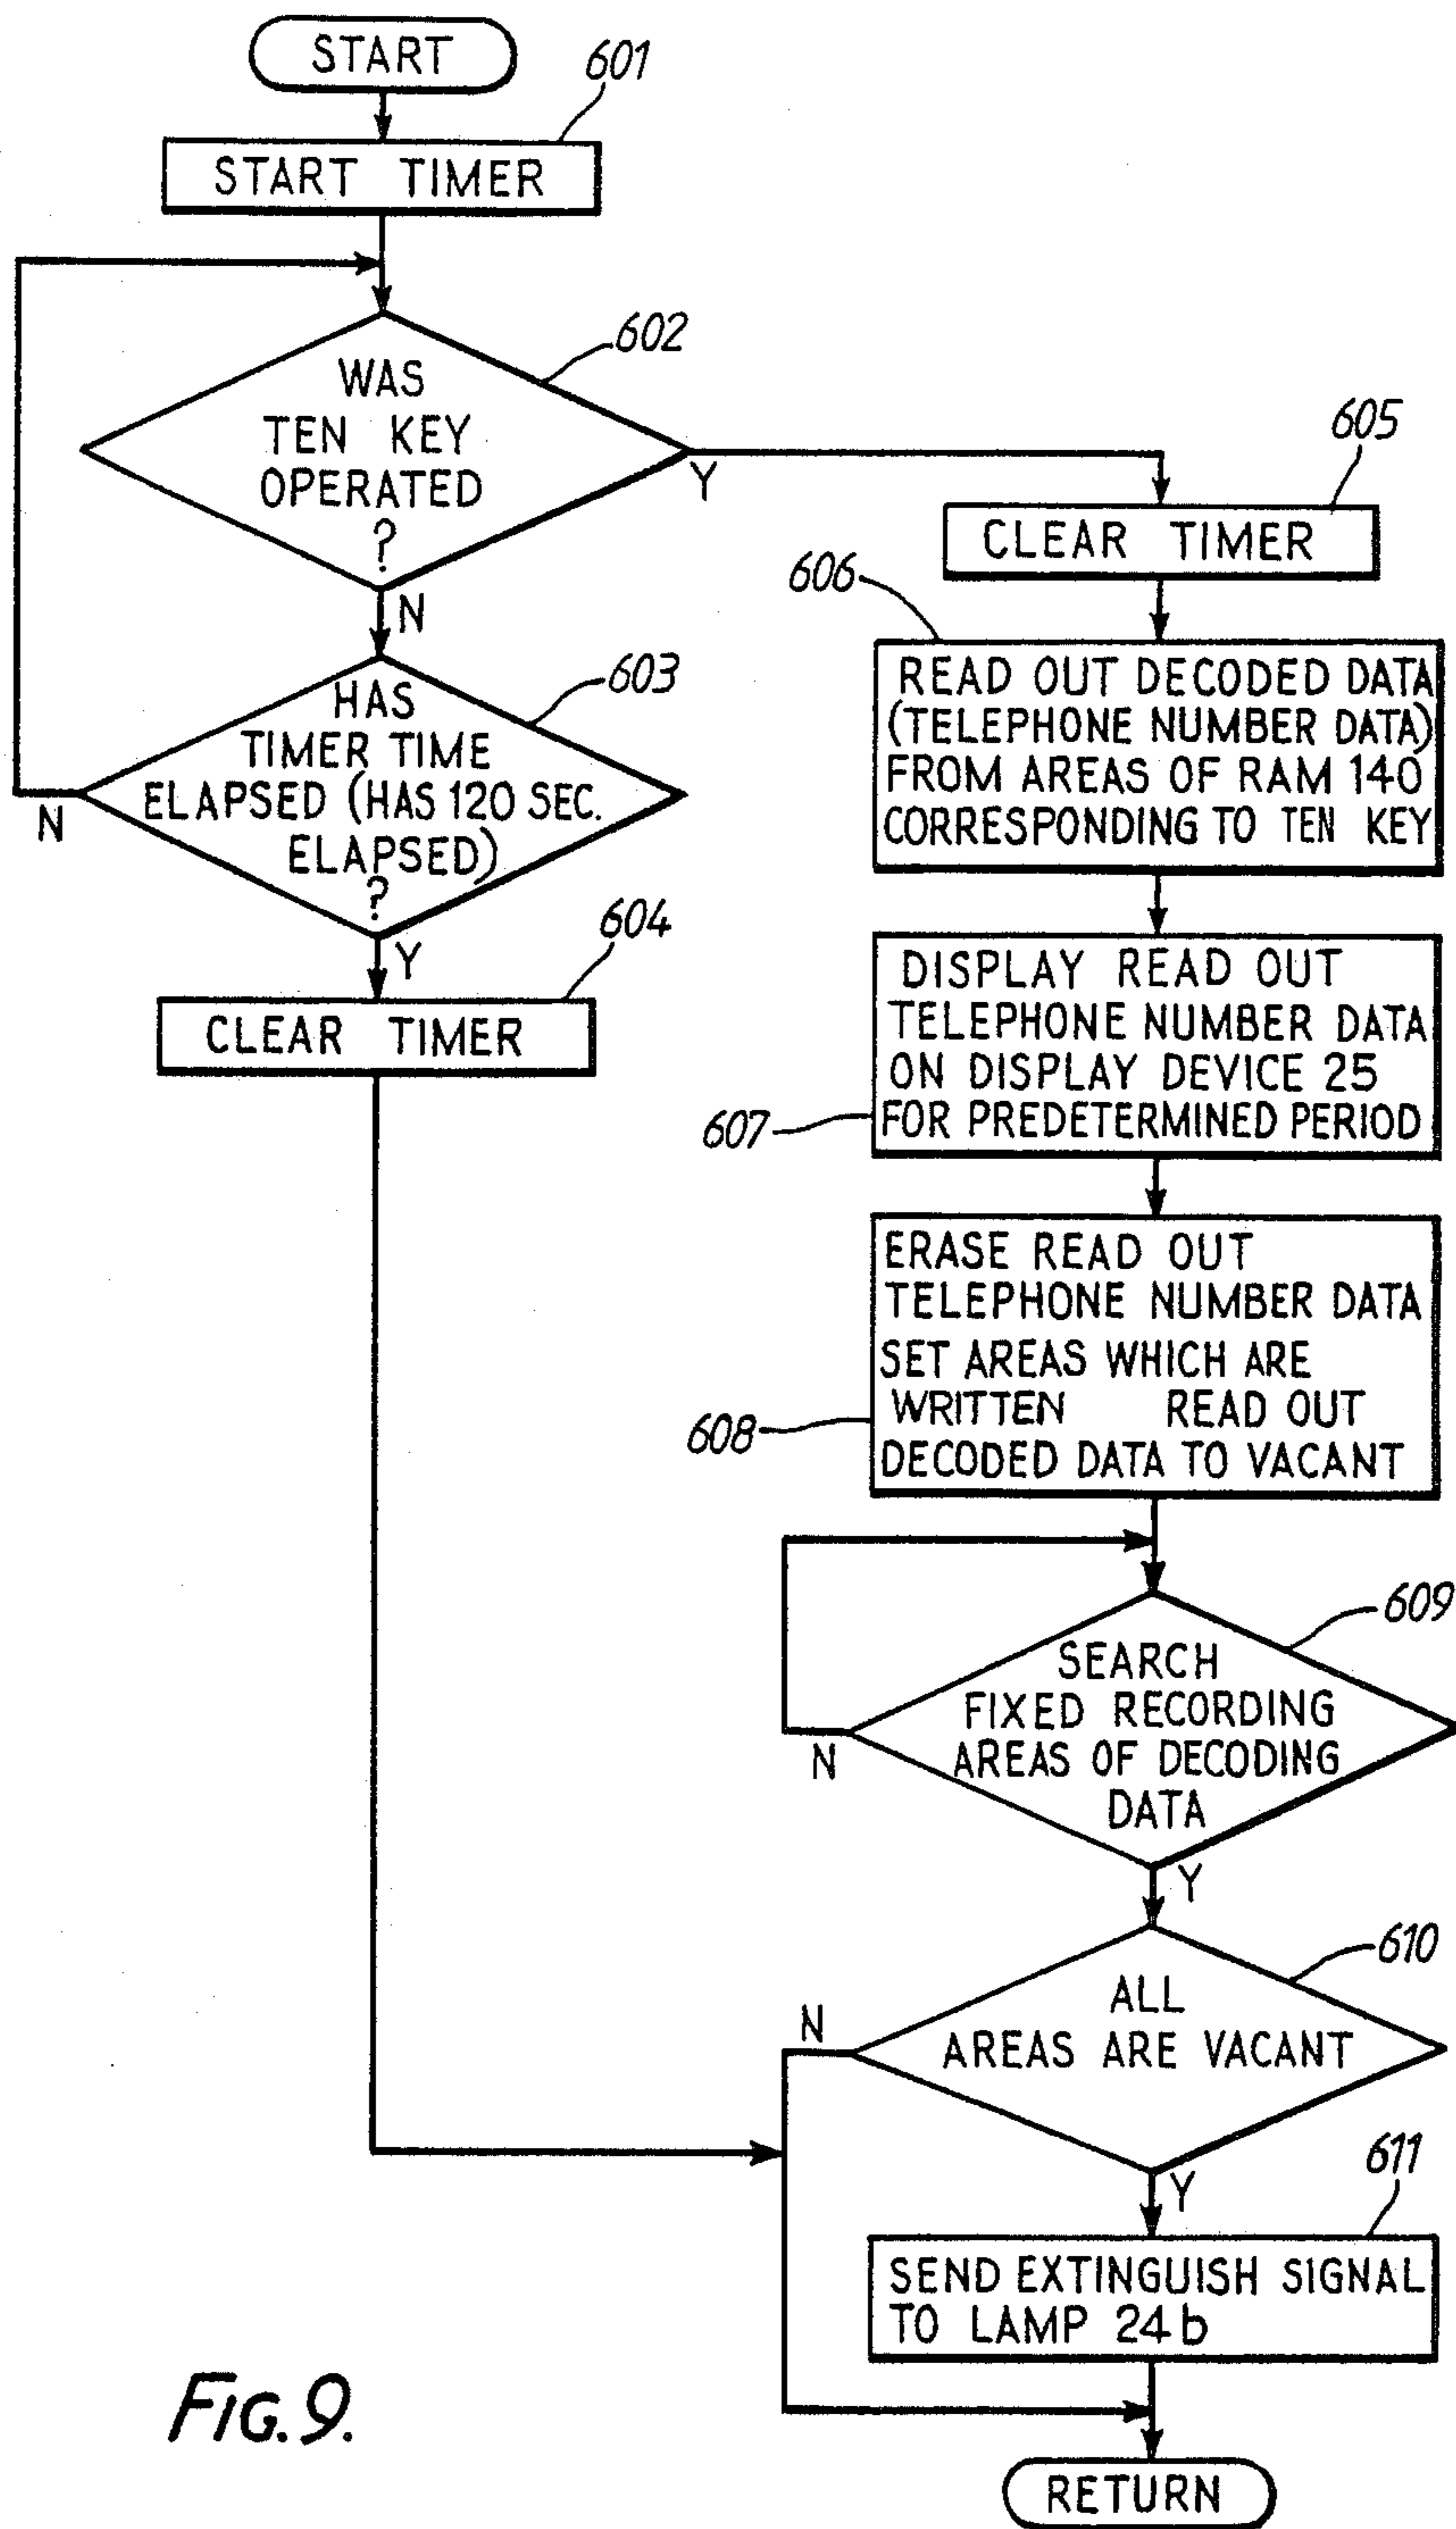 START
601
START TIMER
602
WAS
TEN KEY
OPERATED
?
Y
N
603
HAS
TIMER TIME
ELAPSED (HAS 120 SEC.
ELAPSED)
?
N
Y
604
CLEAR TIMER
605
CLEAR TIMER
606
READ OUT DECODED DATA
(TELEPHONE NUMBER DATA)
FROM AREAS OF RAM 140
CORRESPONDING TO TEN KEY
DISPLAY READ OUT
TELEPHONE NUMBER DATA
ON DISPLAY DEVICE 25
FOR PREDETERMINED PERIOD
607
ERASE READ OUT
TELEPHONE NUMBER DATA
SET AREAS WHICH ARE
WRITTEN READ OUT
DECODED DATA TO VACANT
608
609
SEARCH
FIXED RECORDING
AREAS OF DECODING
DATA
N
Y
610
ALL
AREAS ARE VACANT
N
Y
611
SEND EXTINGUISH SIGNAL
TO LAMP 24b
RETURN
FIG. 9.